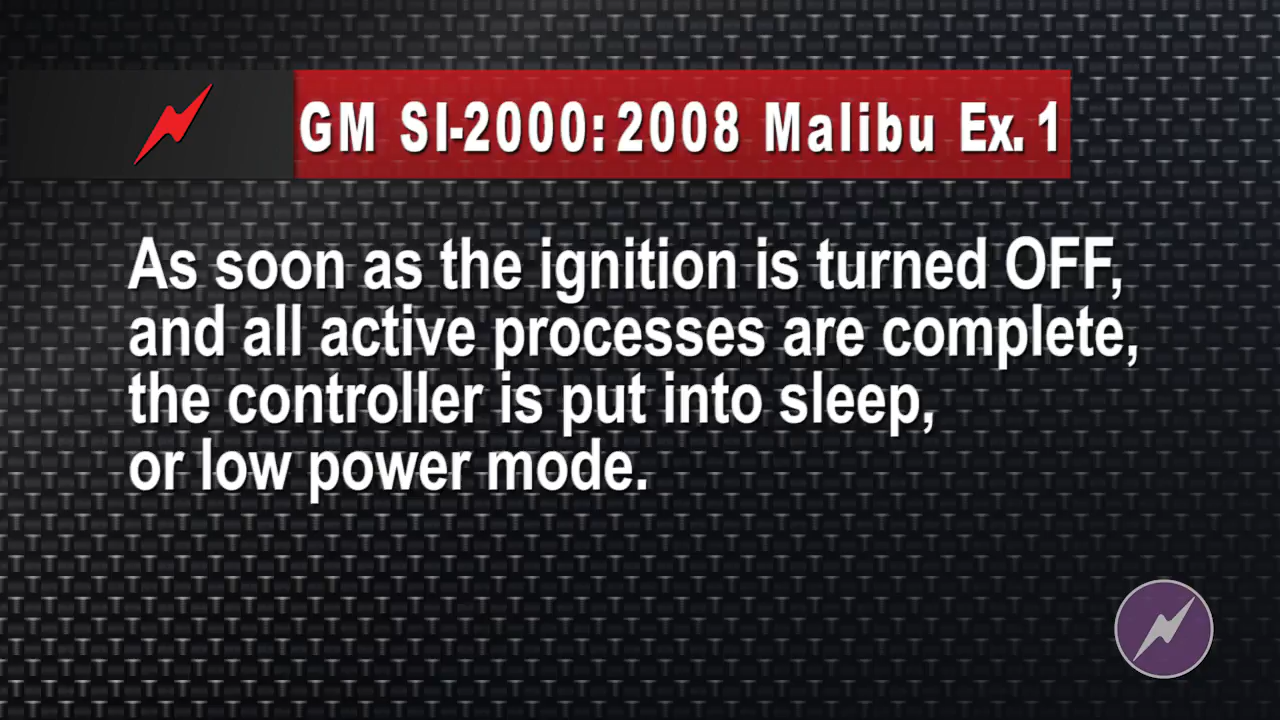 GM SI-2000: 2008 Malibu Ex. 1
As soon as the ignition is turned OFF,
and all active processes are complete,
the controller is put into sleep,
or low power mode.